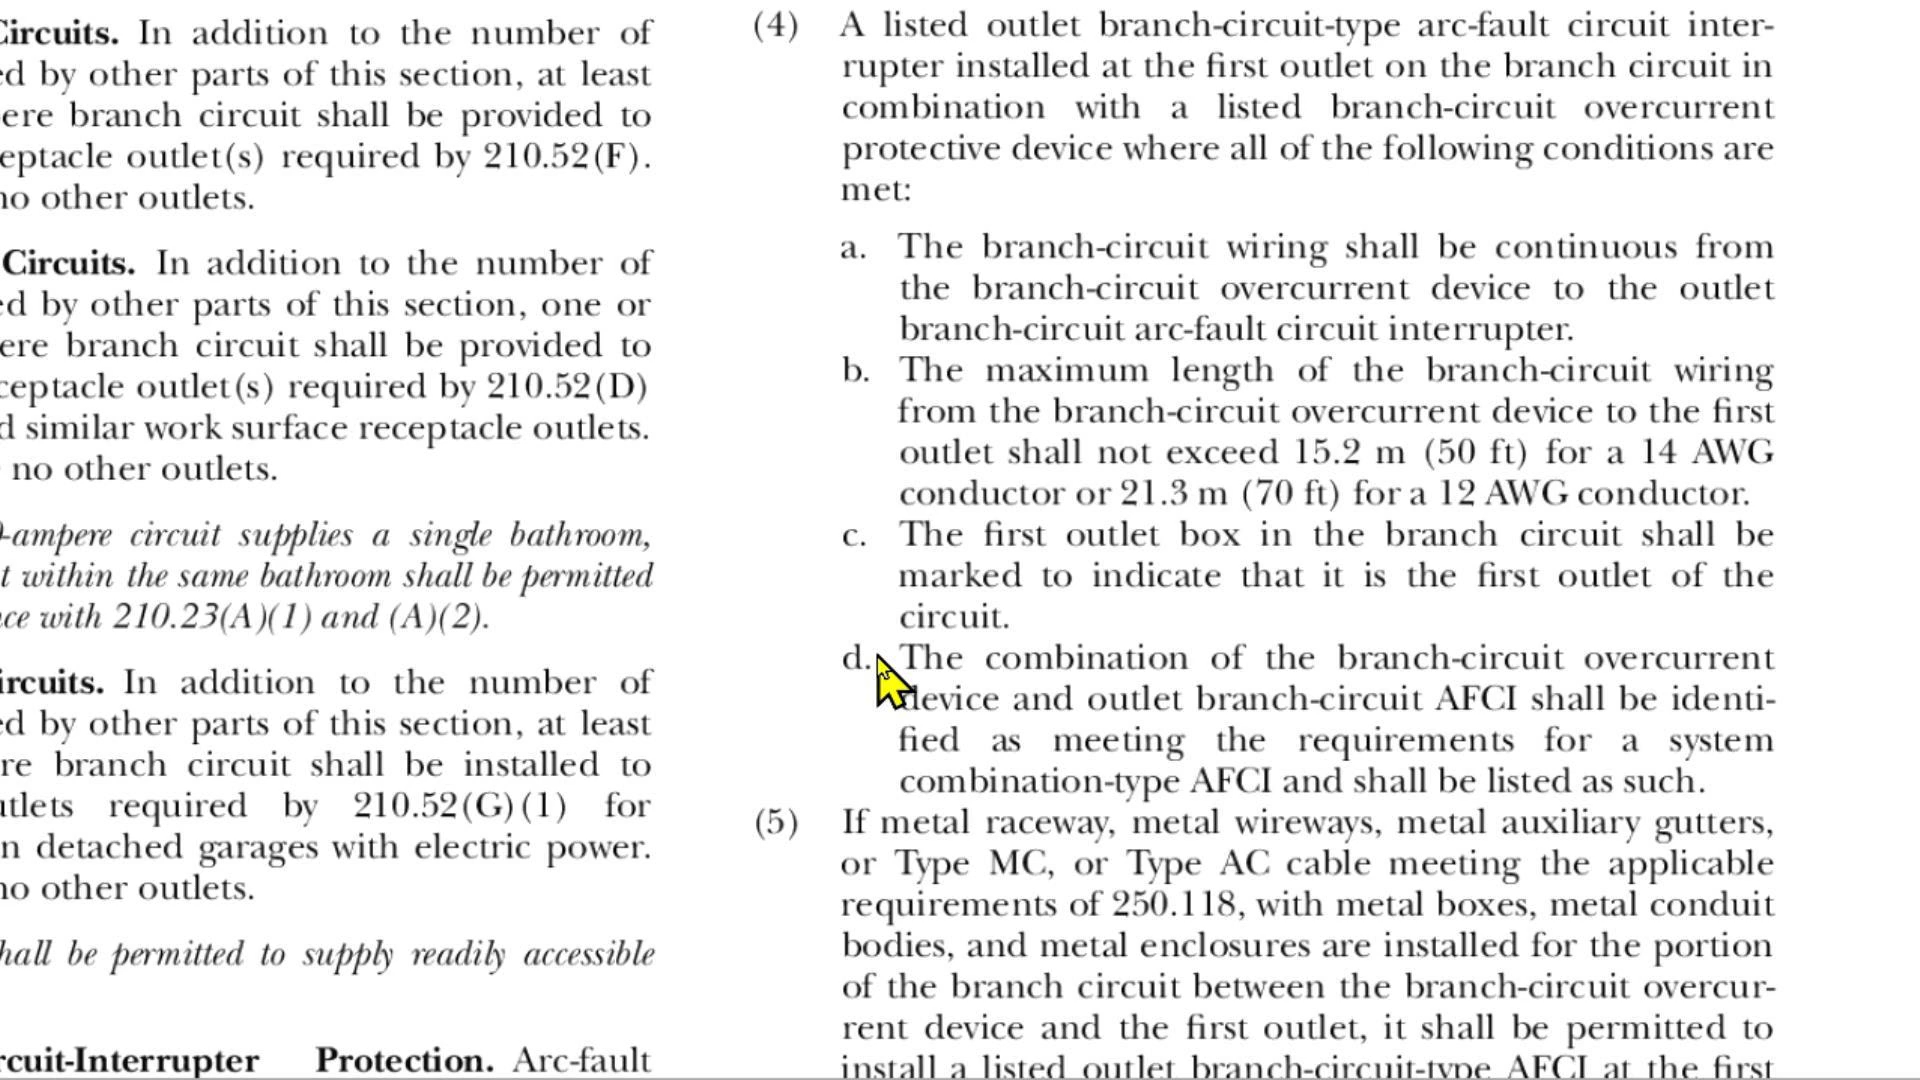 Circuits. In addition to the number of
ed by other parts of this section, at least
ere branch circuit shall be provided to
eptacle outlet(s) required by 210.52(F).
no other outlets.
Circuits. In addition to the number of
ed by other parts of this section, one or
ere branch circuit shall be provided to
ceptacle outlet(s) required by 210.52(D)
d similar work surface receptacle outlets.
no other outlets.
-ampere circuit supplies a single bathroom,
t within the same bathroom shall be permitted
ce with 210.23(A)(1) and (A)(2).
ircuits. In addition to the number of
ed by other parts of this section, at least
re branch circuit shall be installed to
utlets required by 210.52(G)(1) for
n detached garages with electric power.
no other outlets.
hall be permitted to supply readily accessible
rcuit-Interrupter Protection. Arc-fault
(4) A listed outlet branch-circuit-type arc-fault circuit inter-
rupter installed at the first outlet on the branch circuit in
combination with a listed branch-circuit overcurrent
protective device where all of the following conditions are
met:
a. The branch-circuit wiring shall be continuous from
the branch-circuit overcurrent device to the outlet
branch-circuit arc-fault circuit interrupter.
b. The maximum length of the branch-circuit wiring
from the branch-circuit overcurrent device to the first
outlet shall not exceed 15.2 m (50 ft) for a 14 AWG
conductor or 21.3 m (70 ft) for a 12 AWG conductor.
c. The first outlet box in the branch circuit shall be
marked to indicate that it is the first outlet of the
circuit.
d. The combination of the branch-circuit overcurrent
device and outlet branch-circuit AFCI shall be identi-
fied as meeting the requirements for a system
combination-type AFCI and shall be listed as such.
(5) If metal raceway, metal wireways, metal auxiliary gutters,
or Type MC, or Type AC cable meeting the applicable
requirements of 250.118, with metal boxes, metal conduit
bodies, and metal enclosures are installed for the portion
of the branch circuit between the branch-circuit overcur-
rent device and the first outlet, it shall be permitted to
install a listed outlet branch-circuit-type AFCI at the first